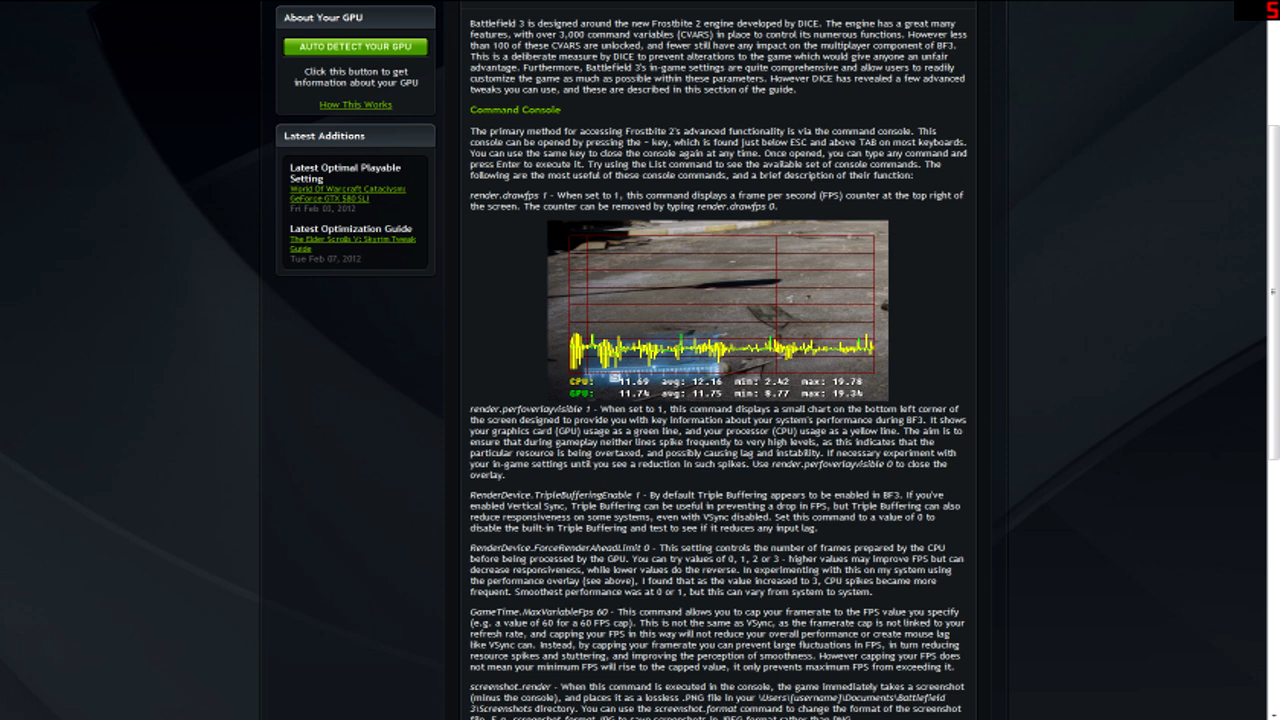 5
About Your GPU
AUTO DETECT YOUR GPU
Click this button to get
information about your GPU
How This Works
Latest Additions
Latest Optimal Playable
Setting
World Of Warcraft Cataclysm:
GeForce GTX 580 SLI
Fri Feb 03, 2012
Latest Optimization Guide
The Elder Scrolls V: Skyrim Tweak
Guide
Tue Feb 07, 2012
Battlefield 3 is designed around the new Frostbite 2 engine developed by DICE. The engine has a great many
features, with over 3,000 command variables (CVARS) in place to control its numerous functions. However less
than 100 of these CVARS are unlocked, and fewer still have any impact on the multiplayer component of BF3.
This is a deliberate measure by DICE to prevent alterations to the game which would give anyone an unfair
advantage. Furthermore, Battlefield 3's in-game settings are quite comprehensive and allow users to readily
customize the game as much as possible within these parameters. However DICE has revealed a few advanced
tweaks you can use, and these are described in this section of the guide.
Command Console
The primary method for accessing Frostbite 2's advanced functionality is via the command console. This
console can be opened by pressing the ~ key, which is found just below ESC and above TAB on most keyboards.
You can use the same key to close the console again at any time. Once opened, you can type any command and
press Enter to execute it. Try using the List command to see the available set of console commands. The
following are the most useful of these console commands, and a brief description of their function:
render.drawfps 1 - When set to 1, this command displays a frame per second (FPS) counter at the top right of
the screen. The counter can be removed by typing render.drawfps 0.
CPU: 11.69 avg: 12.16 min: 2.42 max: 19.78
GPU: 11.74 avg: 11.75 min: 8.77 max: 19.34
render.perfoverlayvisible 1 - When set to 1, this command displays a small chart on the bottom left corner of
the screen designed to provide you with key information about your system's performance during BF3. It shows
your graphics card (GPU) usage as a green line, and your processor (CPU) usage as a yellow line. The aim is to
ensure that during gameplay neither lines spike frequently to very high levels, as this indicates that the
particular resource is being overtaxed, and possibly causing lag and instability. If necessary experiment with
your in-game settings until you see a reduction in such spikes. Use render.perfoverlayvisible 0 to close the
overlay.
RenderDevice.TripleBufferingEnable 1 - By default Triple Buffering appears to be enabled in BF3. If you've
enabled Vertical Sync, Triple Buffering can be useful in preventing a drop in FPS, but Triple Buffering can also
reduce responsiveness on some systems, even with VSync disabled. Set this command to a value of 0 to
disable the built-in Triple Buffering and test to see if it reduces any input lag.
RenderDevice.ForceRenderAheadLimit 0 - This setting controls the number of frames prepared by the CPU
before being processed by the GPU. You can try values of 0, 1, 2 or 3 - higher values may improve FPS but can
decrease responsiveness, while lower values do the reverse. In experimenting with this on my system using
the performance overlay (see above), I found that as the value increased to 3, CPU spikes became more
frequent. Smoothest performance was at 0 or 1, but this can vary from system to system.
GameTime.MaxVariableFps 60 - This command allows you to cap your framerate to the FPS value you specify
(e.g. a value of 60 for a 60 FPS cap). This is not the same as VSync, as the framerate cap is not linked to your
refresh rate, and capping your FPS in this way will not reduce your overall performance or create mouse lag
like VSync can. Instead, by capping your framerate you can prevent large fluctuations in FPS, in turn reducing
resource spikes and stuttering, and improving the perception of smoothness. However capping your FPS does
not mean your minimum FPS will rise to the capped value, it only prevents maximum FPS from exceeding it.
screenshot.render - When this command is executed in the console, the game immediately takes a screenshot
(minus the console), and places it as a lossless .PNG file in your \Users\[username]\Documents\Battlefield
3\Screenshots directory. You can use the screenshot.format command to change the format of the screenshot
file. E.g. screenshot.format JPG to save screenshots in JPEG format rather than PNG.